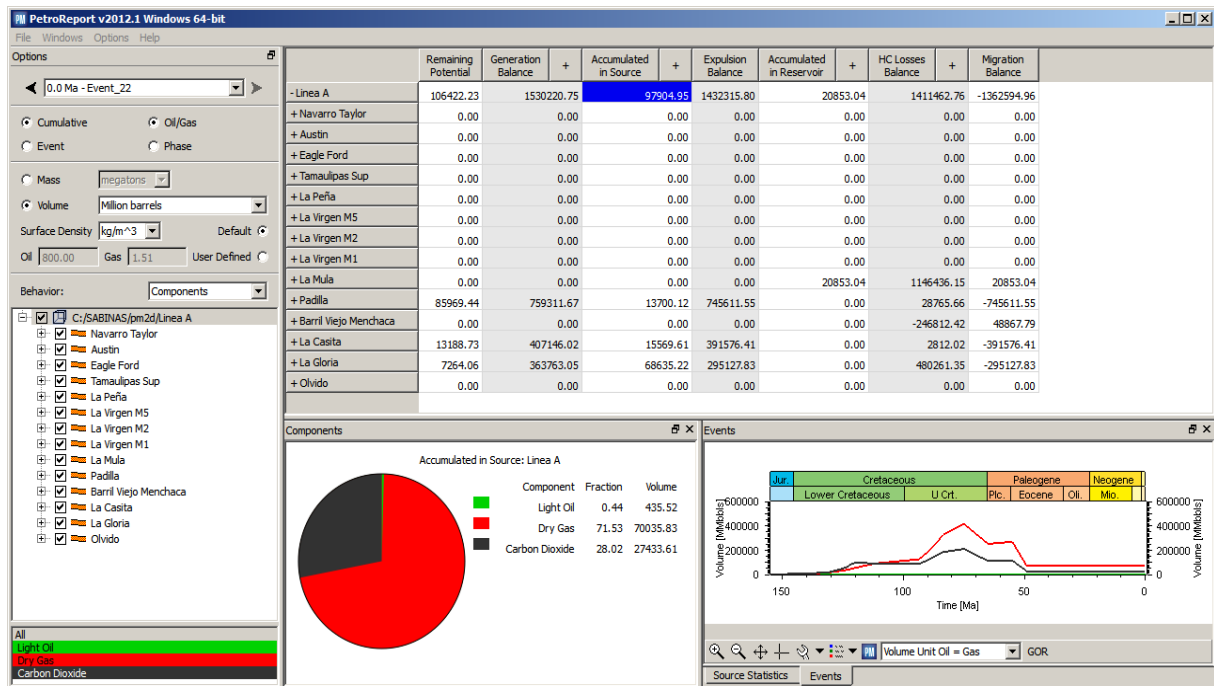 PetroReport v2012.1 Windows 64-bit
File Windows Options Help
Options
0.0 Ma - Event_22
Cumulative Oil/Gas
Event Phase
Mass megatons
Volume Million barrels
Surface Density kg/m^3 Default
Oil 800.00 Gas 1.51 User Defined
Behavior: Components
C:/SABINAS/pm2d/Linea A
Navarro Taylor
Austin
Eagle Ford
Tamaulipas Sup
La Peña
La Virgen M5
La Virgen M2
La Virgen M1
La Mula
Padilla
Barril Viejo Menchaca
La Casita
La Gloria
Olvido
All
Light Oil
Dry Gas
Carbon Dioxide
Remaining Potential Generation Balance + Accumulated in Source + Expulsion Balance Accumulated in Reservoir + HC Losses Balance + Migration Balance
- Linea A 106422.23 1530220.75 97904.95 1432315.80 20853.04 1411462.76 -1362594.96
+ Navarro Taylor 0.00 0.00 0.00 0.00 0.00 0.00 0.00
+ Austin 0.00 0.00 0.00 0.00 0.00 0.00 0.00
+ Eagle Ford 0.00 0.00 0.00 0.00 0.00 0.00 0.00
+ Tamaulipas Sup 0.00 0.00 0.00 0.00 0.00 0.00 0.00
+ La Peña 0.00 0.00 0.00 0.00 0.00 0.00 0.00
+ La Virgen M5 0.00 0.00 0.00 0.00 0.00 0.00 0.00
+ La Virgen M2 0.00 0.00 0.00 0.00 0.00 0.00 0.00
+ La Virgen M1 0.00 0.00 0.00 0.00 0.00 0.00 0.00
+ La Mula 0.00 0.00 0.00 0.00 20853.04 1146436.15 20853.04
+ Padilla 85969.44 759311.67 13700.12 745611.55 0.00 28765.66 -745611.55
+ Barril Viejo Menchaca 0.00 0.00 0.00 0.00 0.00 -246812.42 48867.79
+ La Casita 13188.73 407146.02 15569.61 391576.41 0.00 2812.02 -391576.41
+ La Gloria 7264.06 363763.05 68635.22 295127.83 0.00 480261.35 -295127.83
+ Olvido 0.00 0.00 0.00 0.00 0.00 0.00 0.00
Components
Accumulated in Source: Linea A
Component Fraction Volume
Light Oil 0.44 435.52
Dry Gas 71.53 70035.83
Carbon Dioxide 28.02 27433.61
Events
Jur. Cretaceous Paleogene Neogene
Lower Cretaceous U Crt. Plc. Eocene Oli. Mio.
Volume [MMbbls]
600000
400000
200000
0
600000
400000
200000
0
Volume [MMbbls]
150 100 50 0
Time [Ma]
PM Volume Unit Oil = Gas GOR
Source Statistics Events